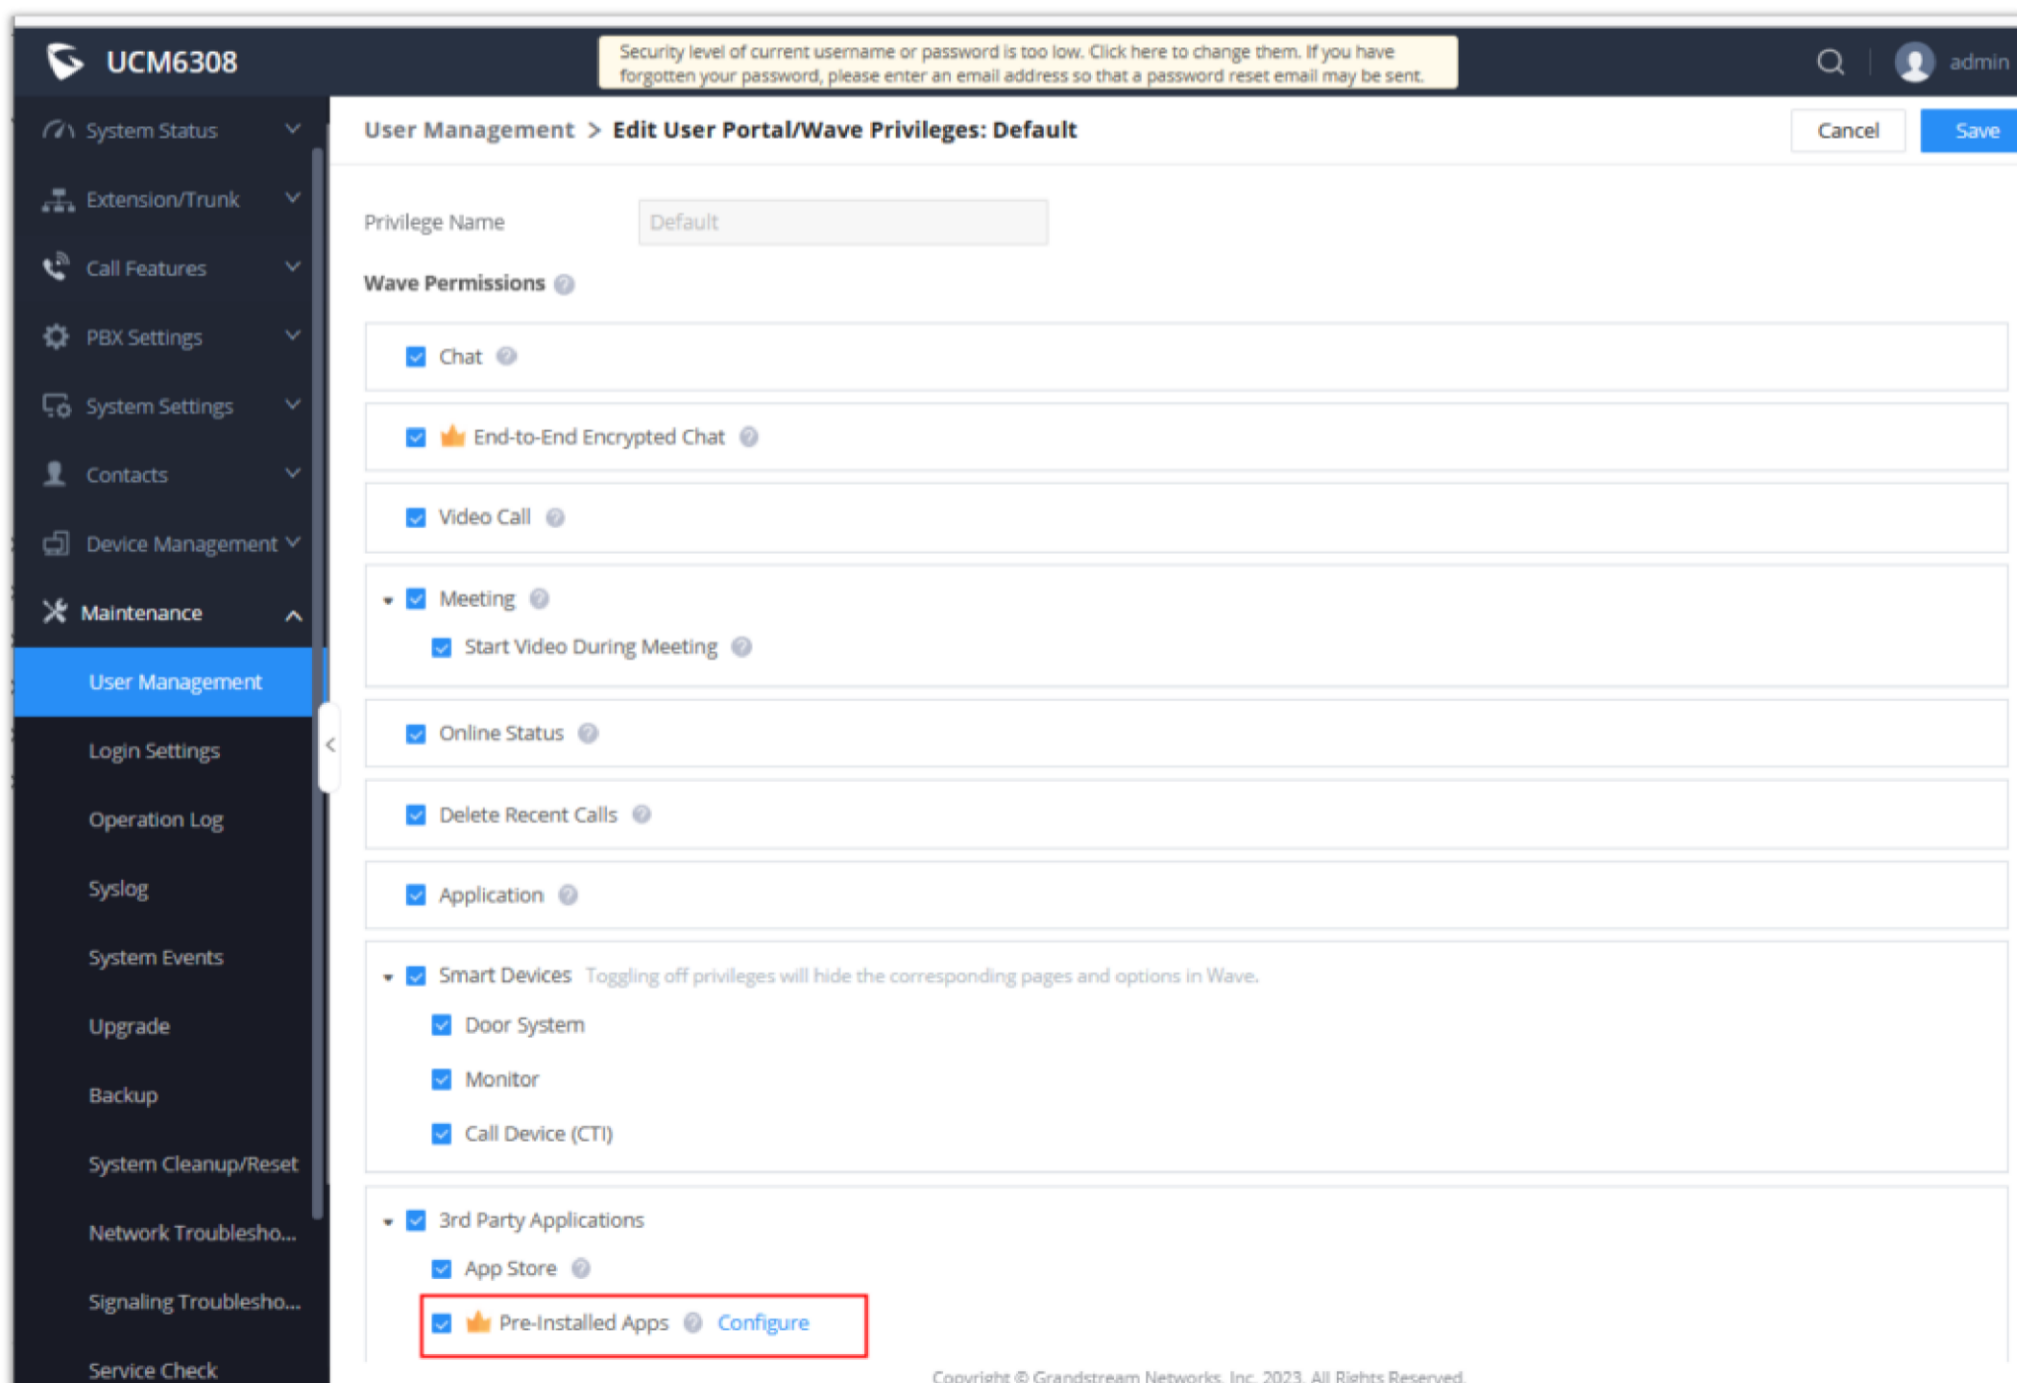 UCM6308
Security level of current username or password is too low. Click here to change them. If you have
forgotten your password, please enter an email address so that a password reset email may be sent.
admin
System Status
Extension/Trunk
Call Features
PBX Settings
System Settings
Contacts
Device Management
Maintenance
User Management
Login Settings
Operation Log
Syslog
System Events
Upgrade
Backup
System Cleanup/Reset
Network Troublesho...
Signaling Troublesho...
Service Check
User Management > Edit User Portal/Wave Privileges: Default
Cancel
Save
Privilege Name
Default
Wave Permissions
Chat
End-to-End Encrypted Chat
Video Call
Meeting
Start Video During Meeting
Online Status
Delete Recent Calls
Application
Smart Devices Toggling off privileges will hide the corresponding pages and options in Wave.
Door System
Monitor
Call Device (CTI)
3rd Party Applications
App Store
Pre-Installed Apps Configure
Copyright © Grandstream Networks, Inc. 2023. All Rights Reserved.